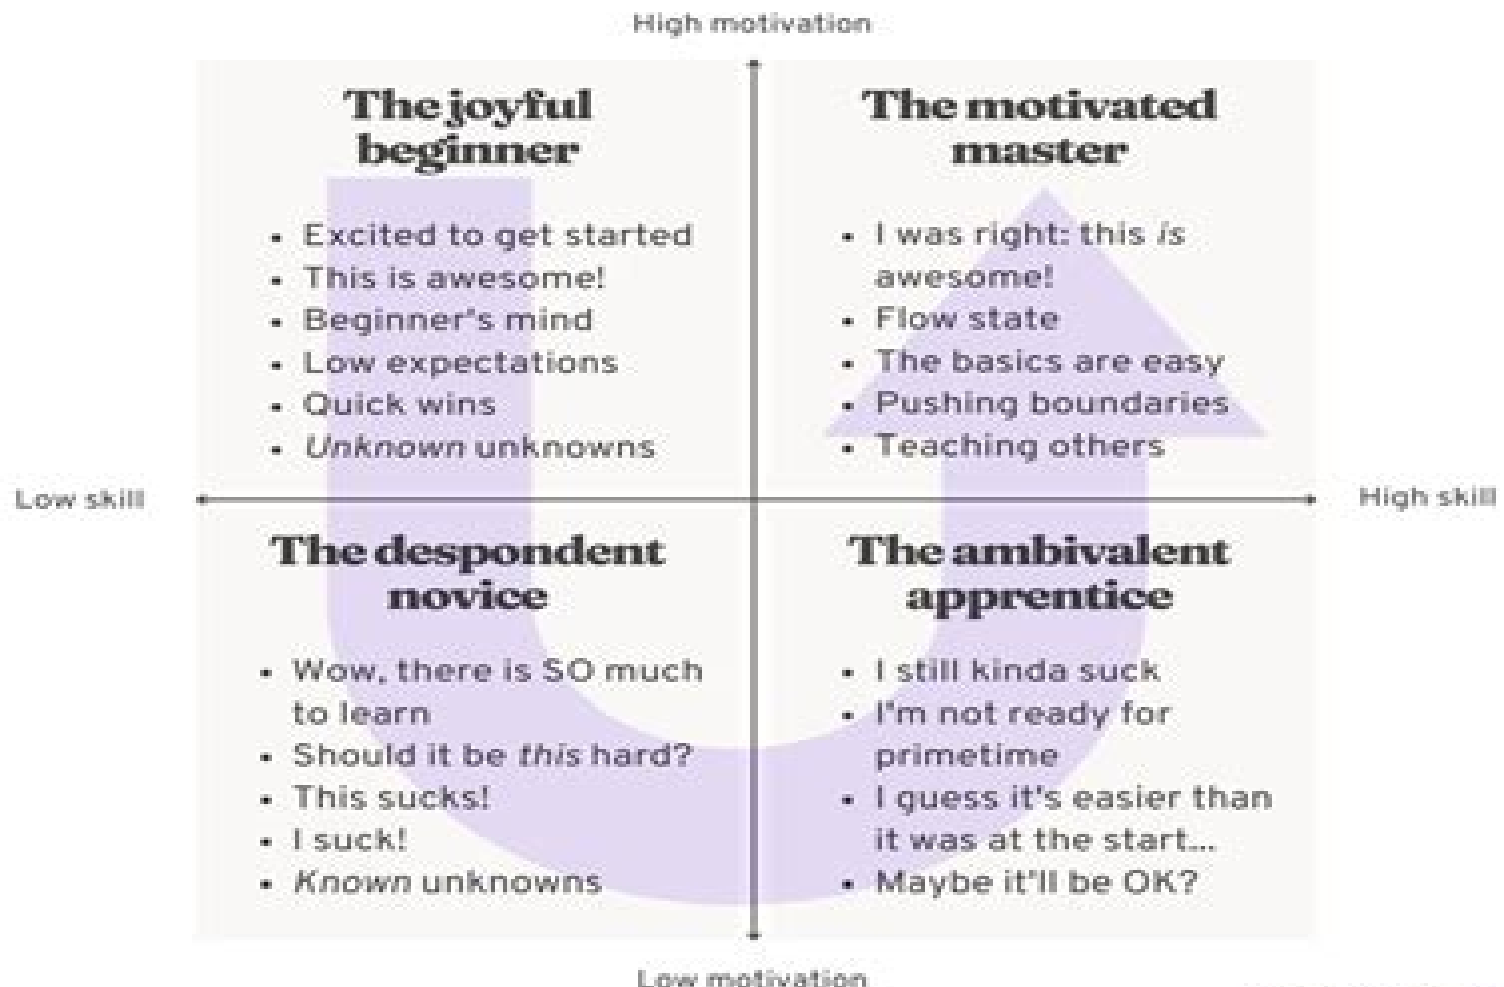 High motivation
The joyful
beginner
• Excited to get started
• This is awesome!
• Beginner's mind
• Low expectations
• Quick wins
• Unknown unknowns
The motivated
master
• I was right: this is
awesome!
• Flow state
• The basics are easy
• Pushing boundaries
• Teaching others
Low skill
High skill
The despondent
novice
• Wow, there is SO much
to learn
• Should it be this hard?
• This sucks!
• I suck!
• Known unknowns
The ambivalent
apprentice
• I still kinda suck
• I'm not ready for
primetime
• I guess it's easier than
it was at the start...
• Maybe it'll be OK?
Low motivation